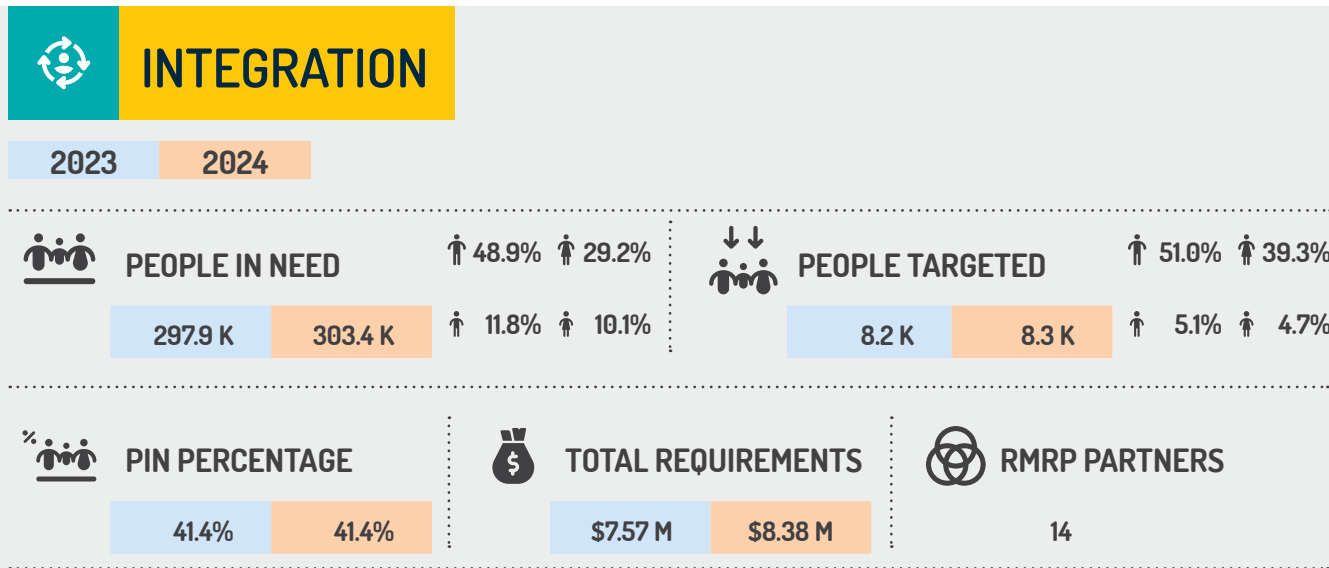 INTEGRATION
2023 2024
PEOPLE IN NEED
48.9% 29.2%
297.9 K 303.4 K
11.8% 10.1%
PEOPLE TARGETED
51.0% 39.3%
8.2 K 8.3 K
5.1% 4.7%
% PIN PERCENTAGE
41.4% 41.4%
$ TOTAL REQUIREMENTS
$7.57 M $8.38 M
RMRP PARTNERS
14